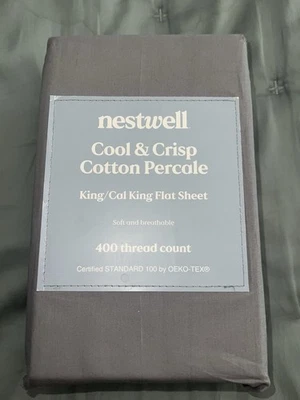 nestwell
Cool & Crisp
Cotton Percale
King/Cal King Flat Sheet
Soft and breathable
400 thread count
Certified STANDARD 100 by OEKO-TEX®